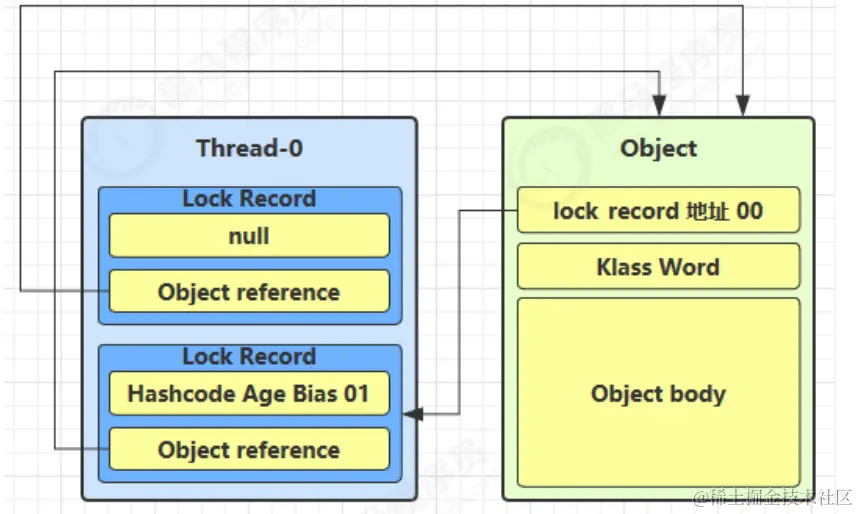 Thread-0
Lock Record
null
Object reference
Lock Record
Hashcode Age Bias 01
Object reference
Object
lock record 地址 00
Klass Word
Object body
@稀土掘金技术社区